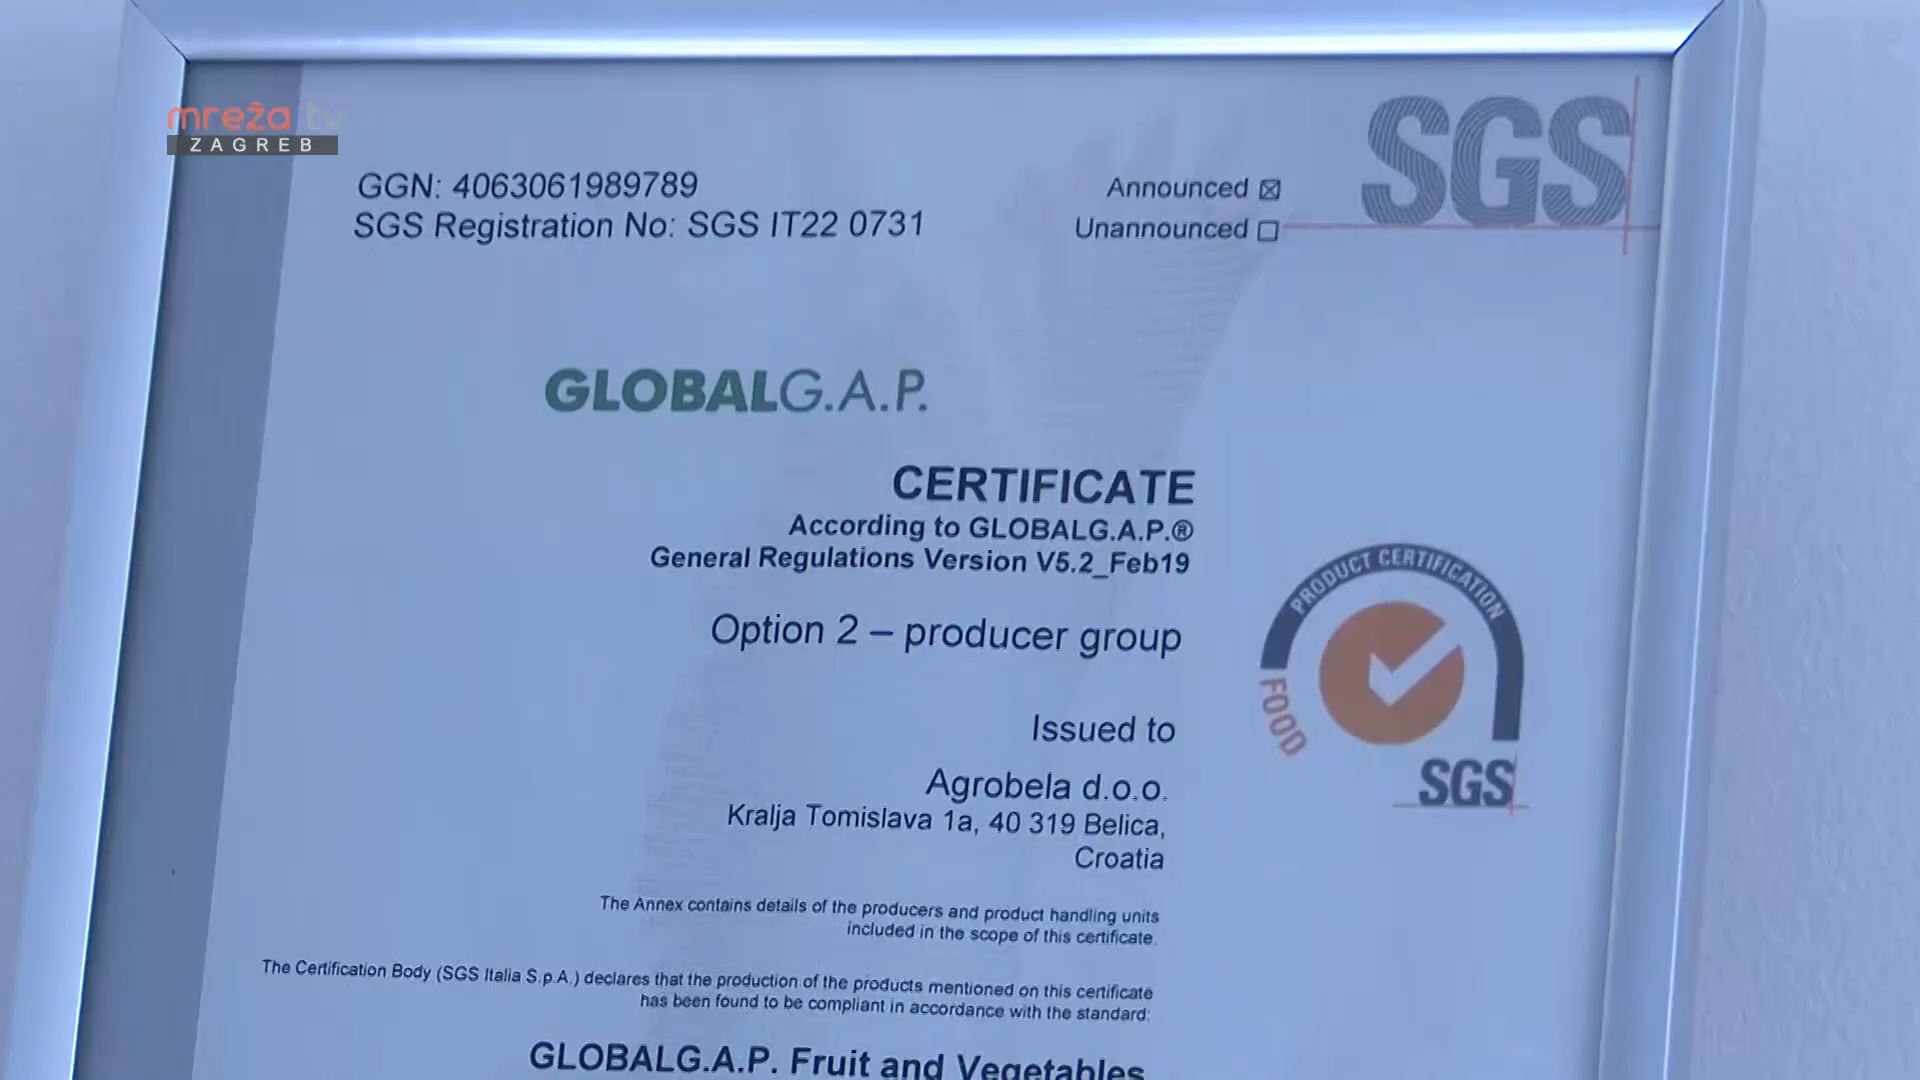 mreža tv
ZAGREB
GGN: 4063061989789
SGS Registration No: SGS IT22 0731
Announced ☒
Unannounced ☐
SGS
GLOBALG.A.P.
CERTIFICATE
According to GLOBALG.A.P.®
General Regulations Version V5.2_Feb19
Option 2 – producer group
Issued to
Agrobela d.o.o.
Kralja Tomislava 1a, 40 319 Belica,
Croatia
PRODUCT CERTIFICATION
FOOD
SGS
The Annex contains details of the producers and product handling units
included in the scope of this certificate.
The Certification Body (SGS Italia S.p.A.) declares that the production of the products mentioned on this certificate
has been found to be compliant in accordance with the standard:
GLOBALG.A.P. Fruit and Vegetables